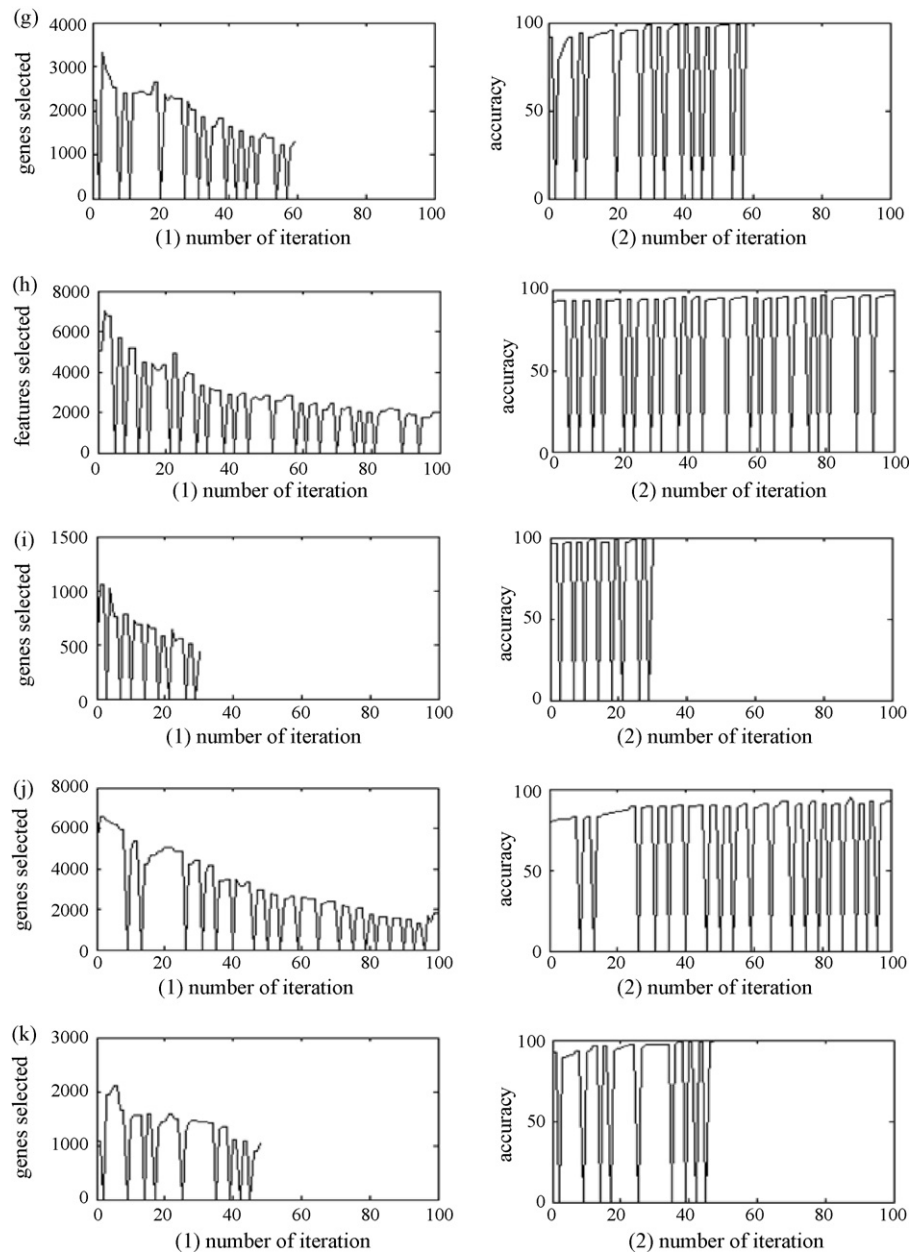 (g)
genes selected
4000
3000
2000
1000
0
0 20 40 60 80 100
(1) number of iteration
accuracy
100
50
0
0 20 40 60 80 100
(2) number of iteration
(h)
features selected
8000
6000
4000
2000
0
0 20 40 60 80 100
(1) number of iteration
accuracy
100
50
0
0 20 40 60 80 100
(2) number of iteration
(i)
genes selected
1500
1000
500
0
0 20 40 60 80 100
(1) number of iteration
accuracy
100
50
0
0 20 40 60 80 100
(2) number of iteration
(j)
genes selected
8000
6000
4000
2000
0
0 20 40 60 80 100
(1) number of iteration
accuracy
100
50
0
0 20 40 60 80 100
(2) number of iteration
(k)
genes selected
3000
2000
1000
0
0 20 40 60 80 100
(1) number of iteration
accuracy
100
50
0
0 20 40 60 80 100
(2) number of iteration